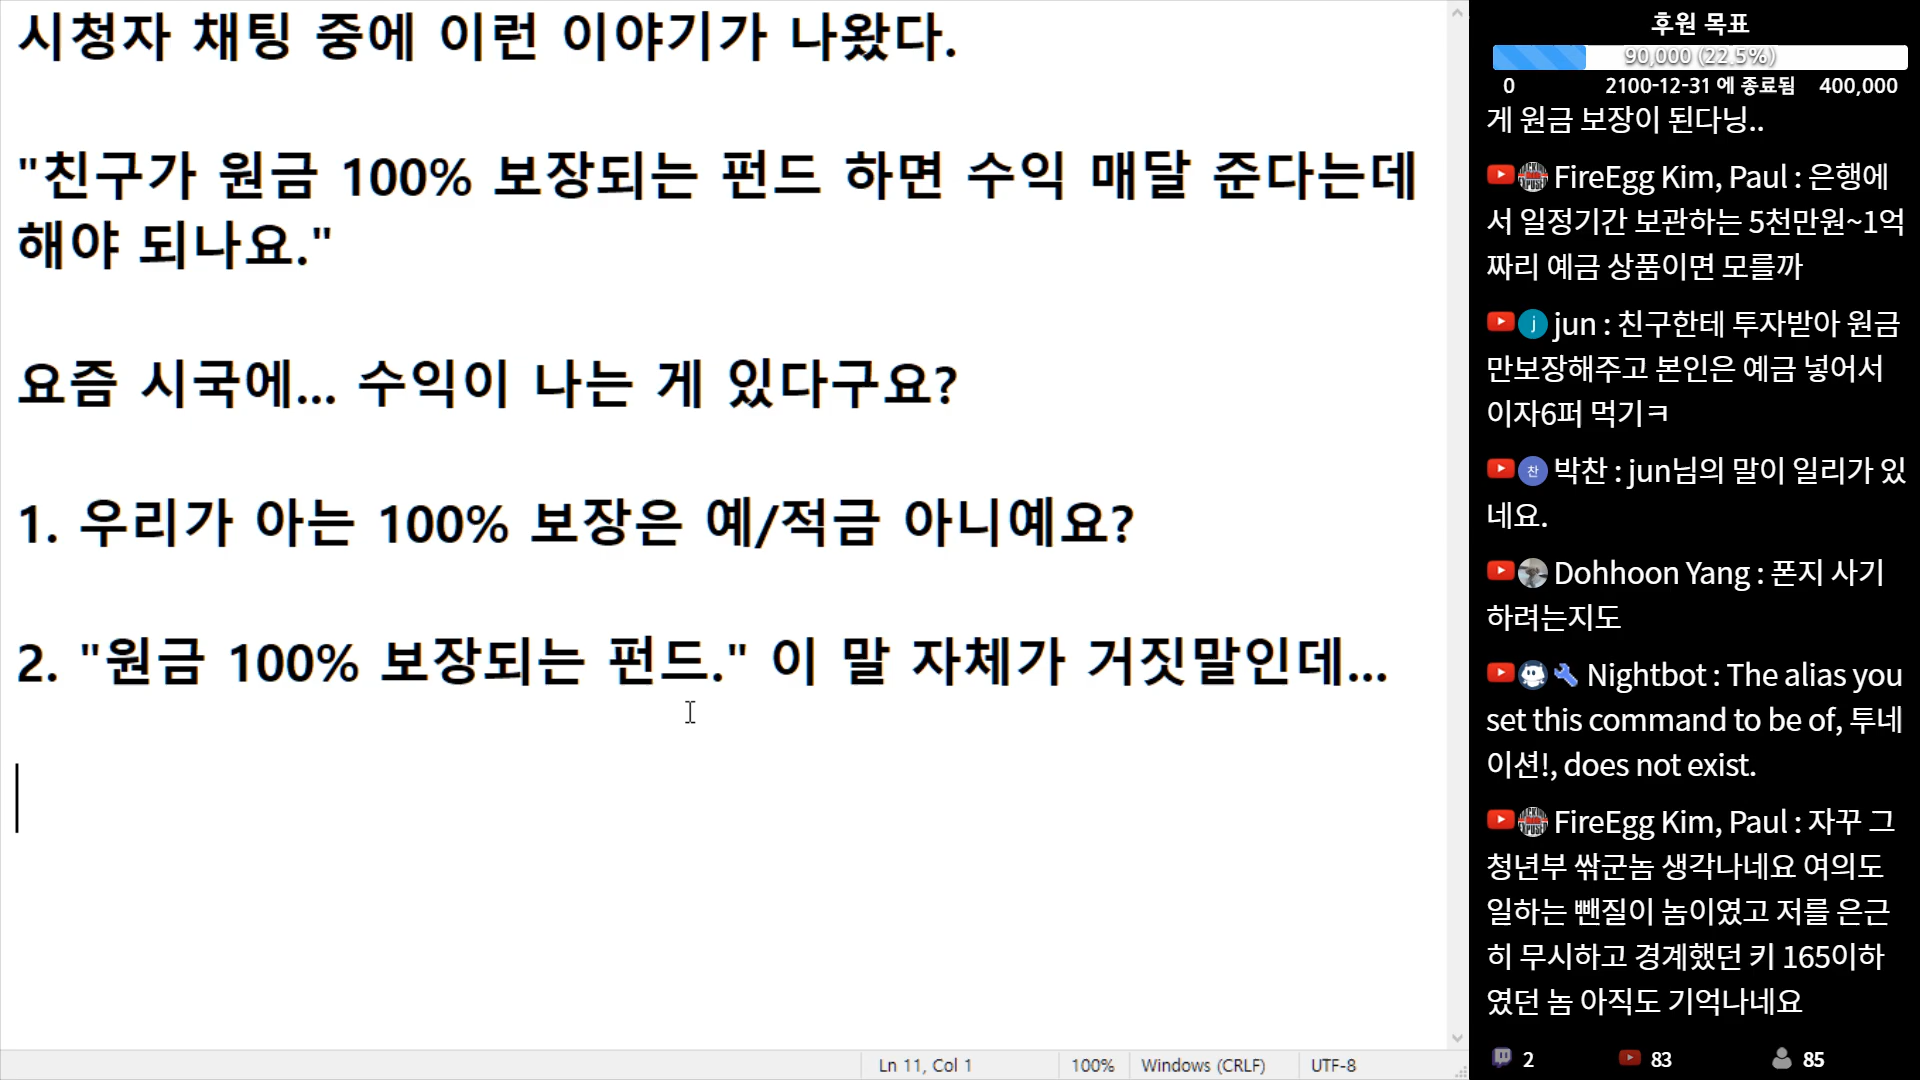 시청자 채팅 중에 이런 이야기가 나왔다.
"친구가 원금 100% 보장되는 펀드 하면 수익 매달 준다는데
해야 되나요."
요즘 시국에... 수익이 나는 게 있다구요?
1. 우리가 아는 100% 보장은 예/적금 아니예요?
2. "원금 100% 보장되는 펀드." 이 말 자체가 거짓말인데...
Ln 11, Col 1
100%
Windows (CRLF)
UTF-8
후원 목표
90,000 (22.5%)
0
2100-12-31 에 종료됨
400,000
게 원금 보장이 된다닝..
FireEgg Kim, Paul : 은행에
서 일정기간 보관하는 5천만원~1억
짜리 예금 상품이면 모를까
j jun : 친구한테 투자받아 원금
만보장해주고 본인은 예금 넣어서
이자6퍼 먹기ㅋ
찬 박찬 : jun님의 말이 일리가 있
네요.
Dohhoon Yang : 폰지 사기
하려는지도
Nightbot : The alias you
set this command to be of, 투네
이션!, does not exist.
FireEgg Kim, Paul : 자꾸 그
청년부 싺군놈 생각나네요 여의도
일하는 뺀질이 놈이였고 저를 은근
히 무시하고 경계했던 키 165이하
였던 놈 아직도 기억나네요
2
83
85